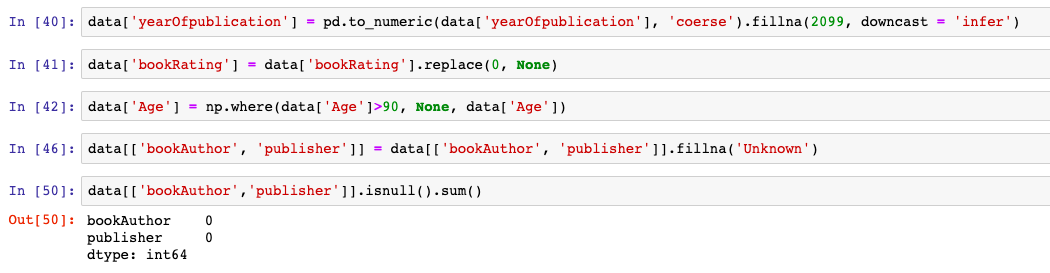 In [40]: data['yearOfpublication'] = pd.to_numeric(data['yearOfpublication'], 'coerse').fillna(2099, downcast = 'infer')
In [41]: data['bookRating'] = data['bookRating'].replace(0, None)
In [42]: data['Age'] = np.where(data['Age']>90, None, data['Age'])
In [46]: data[['bookAuthor', 'publisher']] = data[['bookAuthor', 'publisher']].fillna('Unknown')
In [50]: data[['bookAuthor','publisher']].isnull().sum()
Out[50]: bookAuthor    0
publisher     0
dtype: int64